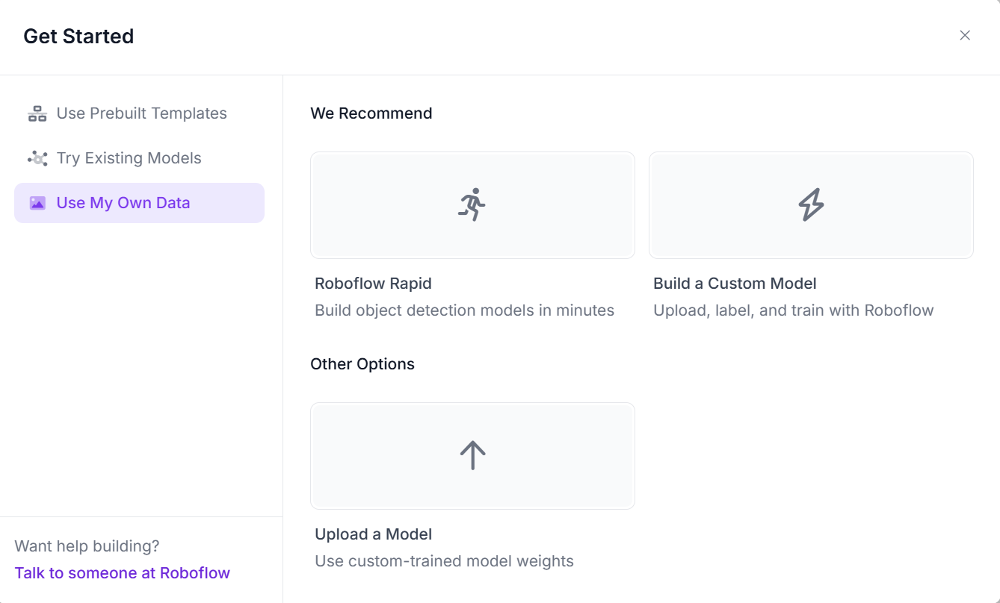 Get Started
Use Prebuilt Templates
Try Existing Models
Use My Own Data
Want help building?
Talk to someone at Roboflow
We Recommend
Roboflow Rapid
Build object detection models in minutes
Build a Custom Model
Upload, label, and train with Roboflow
Other Options
Upload a Model
Use custom-trained model weights